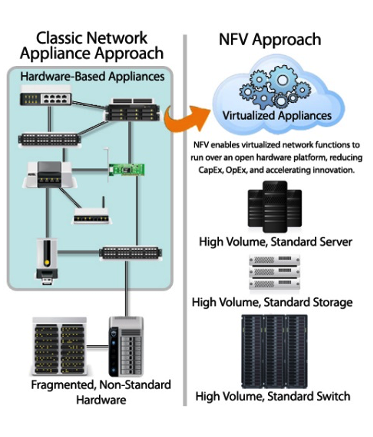 Classic Network
Appliance Approach
Hardware-Based Appliances
Fragmented, Non-Standard
Hardware
NFV Approach
Virtualized Appliances
NFV enables virtualized network functions to
run over an open hardware platform, reducing
CapEx, OpEx, and accelerating innovation.
High Volume, Standard Server
High Volume, Standard Storage
High Volume, Standard Switch